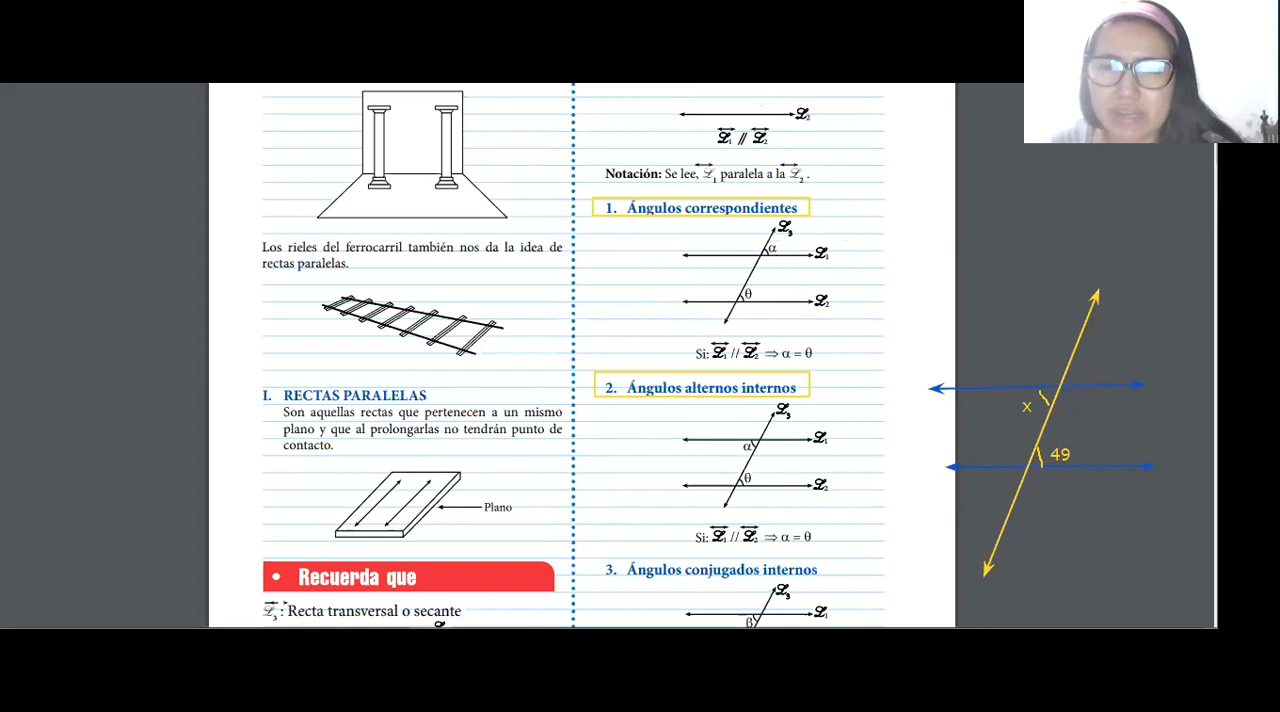 Los rieles del ferrocarril también nos da la idea de
rectas paralelas.
I. RECTAS PARALELAS
Son aquellas rectas que pertenecen a un mismo
plano y que al prolongarlas no tendrán punto de
contacto.
Plano
• Recuerda que
ℒ₃ : Recta transversal o secante
ℒ
ℒ₂
ℒ₁ // ℒ₂
Notación: Se lee, ℒ₁ paralela a la ℒ₂ .
1. Ángulos correspondientes
ℒ₃
α
ℒ₁
θ
ℒ₂
Si: ℒ₁ // ℒ₂ ⇒ α = θ
2. Ángulos alternos internos
ℒ₃
α
ℒ₁
θ
ℒ₂
Si: ℒ₁ // ℒ₂ ⇒ α = θ
3. Ángulos conjugados internos
ℒ₃
β
ℒ₁
x
49